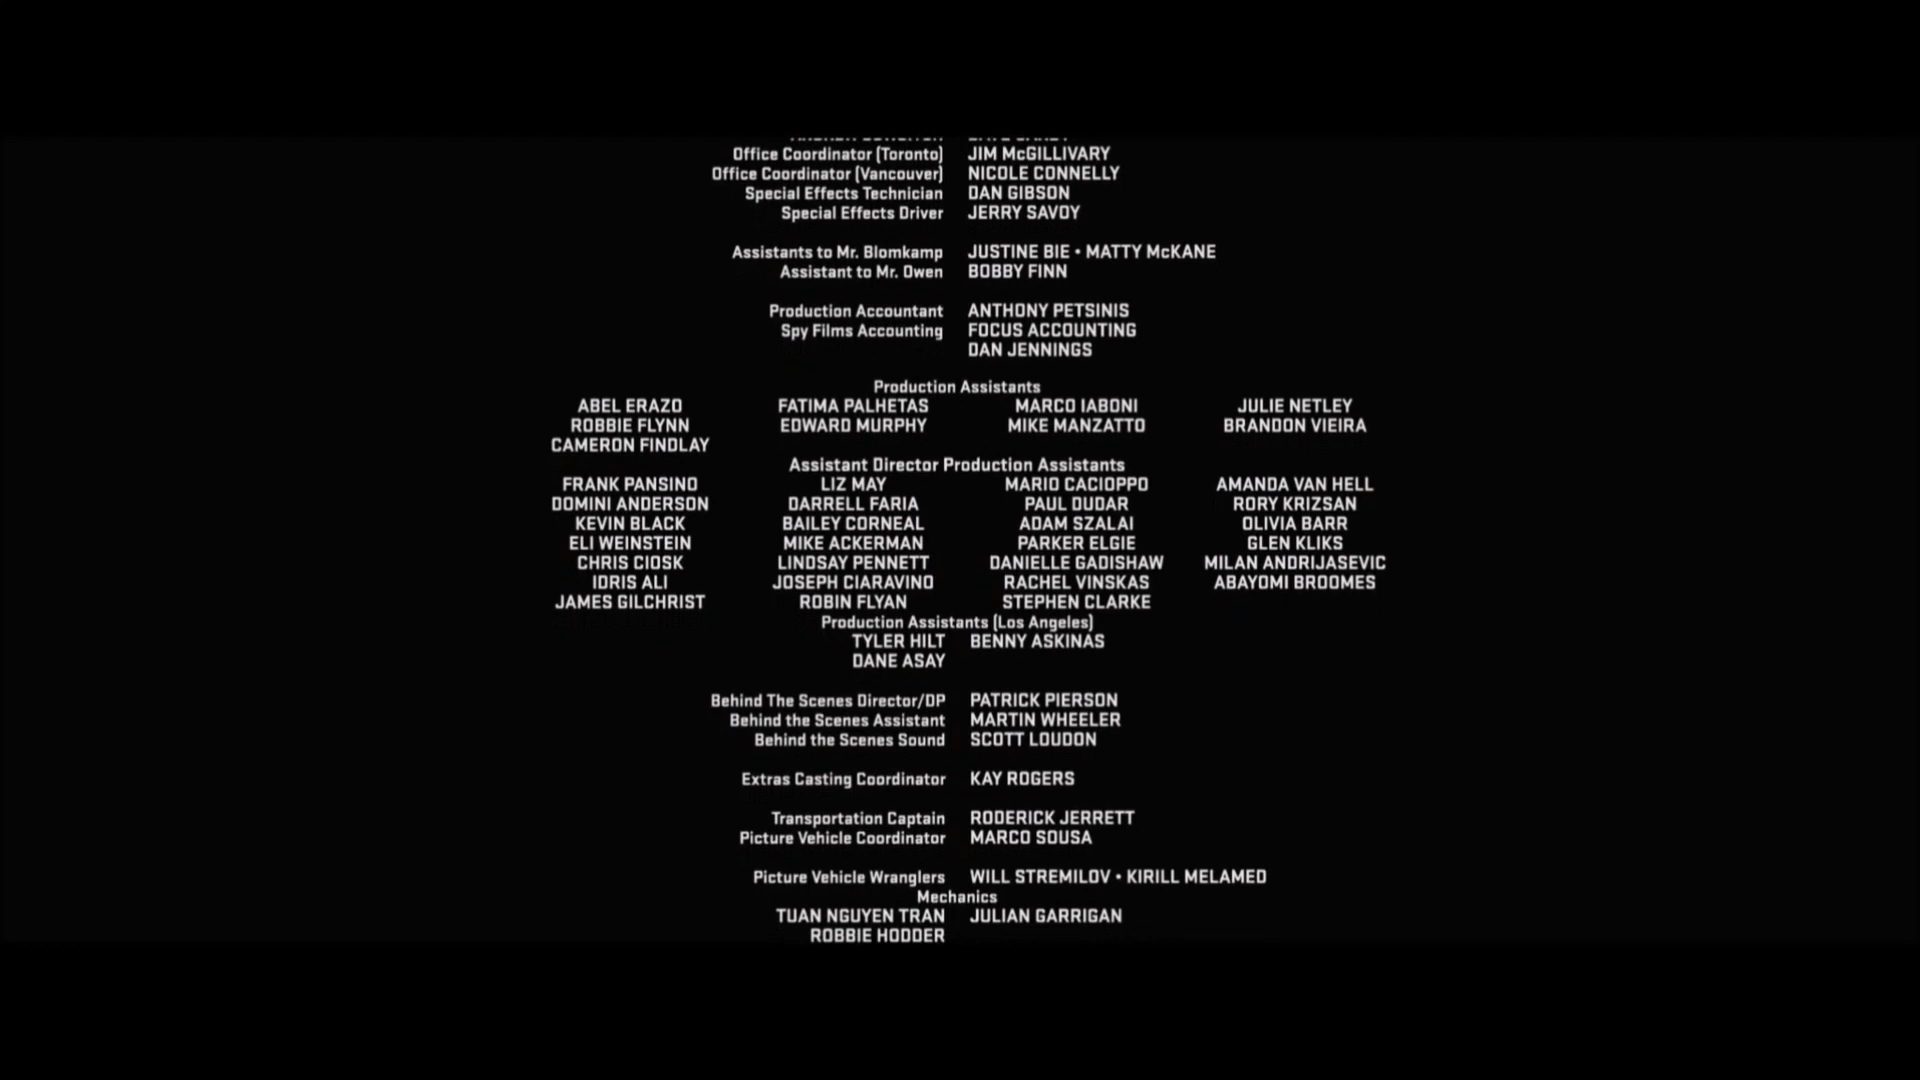 Office Coordinator (Toronto) JIM McGILLIVARY
Office Coordinator (Vancouver) NICOLE CONNELLY
Special Effects Technician DAN GIBSON
Special Effects Driver JERRY SAVOY
Assistants to Mr. Blomkamp JUSTINE BIE • MATTY McKANE
Assistant to Mr. Owen BOBBY FINN
Production Accountant ANTHONY PETSINIS
Spy Films Accounting FOCUS ACCOUNTING
DAN JENNINGS
Production Assistants
ABEL ERAZO FATIMA PALHETAS MARCO IABONI JULIE NETLEY
ROBBIE FLYNN EDWARD MURPHY MIKE MANZATTO BRANDON VIEIRA
CAMERON FINDLAY
Assistant Director Production Assistants
FRANK PANSINO LIZ MAY MARIO CACIOPPO AMANDA VAN HELL
DOMINI ANDERSON DARRELL FARIA PAUL DUDAR RORY KRIZSAN
KEVIN BLACK BAILEY CORNEAL ADAM SZALAI OLIVIA BARR
ELI WEINSTEIN MIKE ACKERMAN PARKER ELGIE GLEN KLIKS
CHRIS CIOSK LINDSAY PENNETT DANIELLE GADISHAW MILAN ANDRIJASEVIC
IDRIS ALI JOSEPH CIARAVINO RACHEL VINSKAS ABAYOMI BROOMES
JAMES GILCHRIST ROBIN FLYAN STEPHEN CLARKE
Production Assistants (Los Angeles)
TYLER HILT BENNY ASKINAS
DANE ASAY
Behind The Scenes Director/DP PATRICK PIERSON
Behind the Scenes Assistant MARTIN WHEELER
Behind the Scenes Sound SCOTT LOUDON
Extras Casting Coordinator KAY ROGERS
Transportation Captain RODERICK JERRETT
Picture Vehicle Coordinator MARCO SOUSA
Picture Vehicle Wranglers WILL STREMILOV • KIRILL MELAMED
Mechanics
TUAN NGUYEN TRAN JULIAN GARRIGAN
ROBBIE HODDER